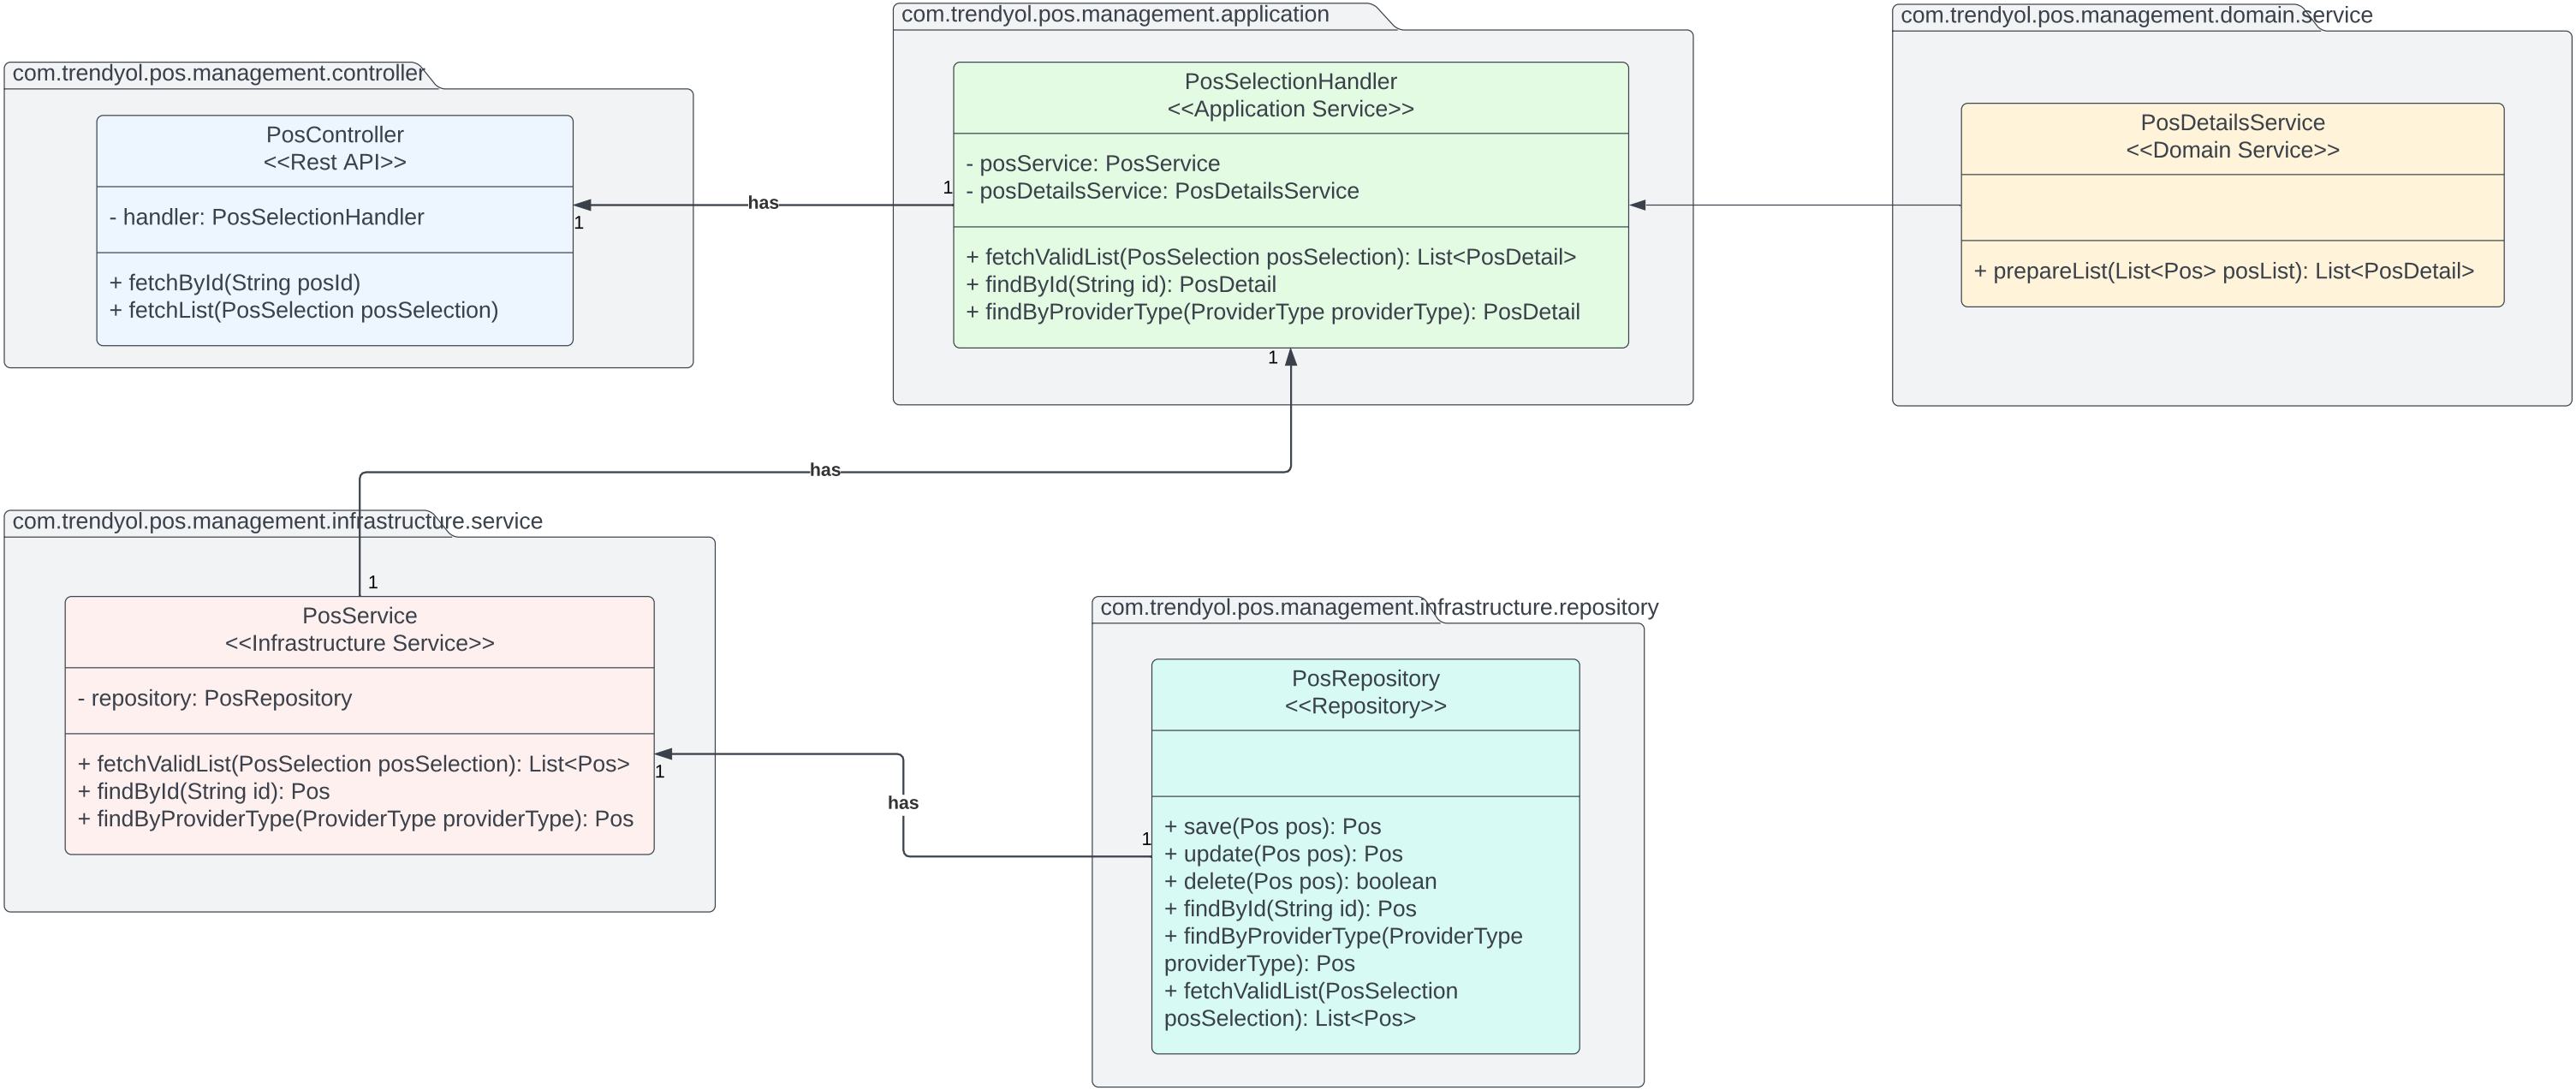 com.trendyol.pos.management.controller
PosController
<<Rest API>>
- handler: PosSelectionHandler
+ fetchById(String posId)
+ fetchList(PosSelection posSelection)
1
has
1
com.trendyol.pos.management.application
PosSelectionHandler
<<Application Service>>
- posService: PosService
- posDetailsService: PosDetailsService
+ fetchValidList(PosSelection posSelection): List<PosDetail>
+ findById(String id): PosDetail
+ findByProviderType(ProviderType providerType): PosDetail
1
com.trendyol.pos.management.domain.service
PosDetailsService
<<Domain Service>>
+ prepareList(List<Pos> posList): List<PosDetail>
has
com.trendyol.pos.management.infrastructure.service
1
PosService
<<Infrastructure Service>>
- repository: PosRepository
+ fetchValidList(PosSelection posSelection): List<Pos>
+ findById(String id): Pos
+ findByProviderType(ProviderType providerType): Pos
1
has
1
com.trendyol.pos.management.infrastructure.repository
PosRepository
<<Repository>>
+ save(Pos pos): Pos
+ update(Pos pos): Pos
+ delete(Pos pos): boolean
+ findById(String id): Pos
+ findByProviderType(ProviderType
providerType): Pos
+ fetchValidList(PosSelection
posSelection): List<Pos>